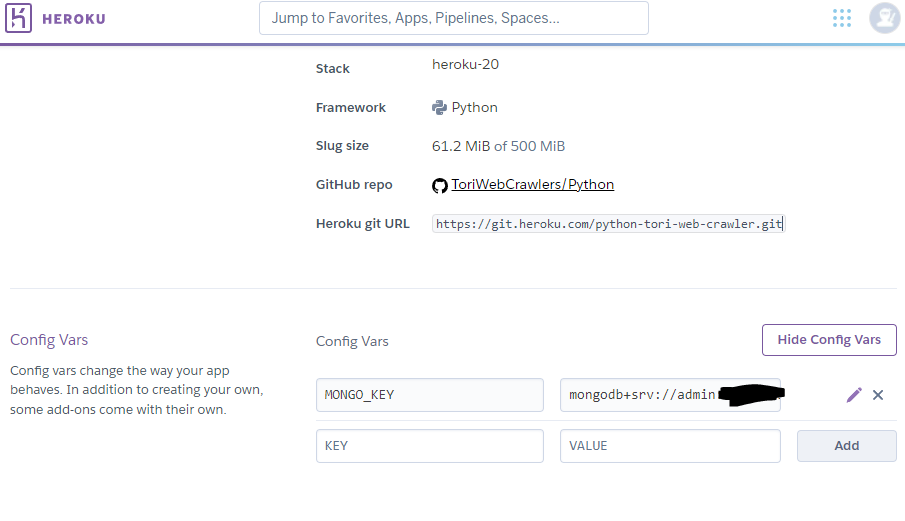 HEROKU
Jump to Favorites, Apps, Pipelines, Spaces...
Stack heroku-20
Framework Python
Slug size 61.2 MiB of 500 MiB
GitHub repo ToriWebCrawlers/Python
Heroku git URL https://git.heroku.com/python-tori-web-crawler.git
Config Vars
Config vars change the way your app
behaves. In addition to creating your own,
some add-ons come with their own.
Config Vars Hide Config Vars
MONGO_KEY mongodb+srv://admin
KEY VALUE Add